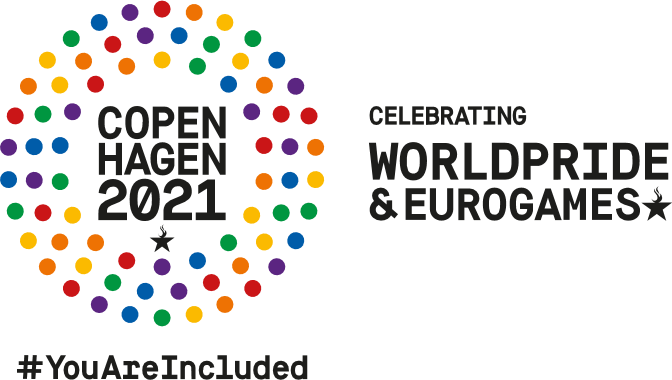 COPEN
HAGEN
2021
CELEBRATING
WORLDPRIDE
& EUROGAMES
#YouAreIncluded